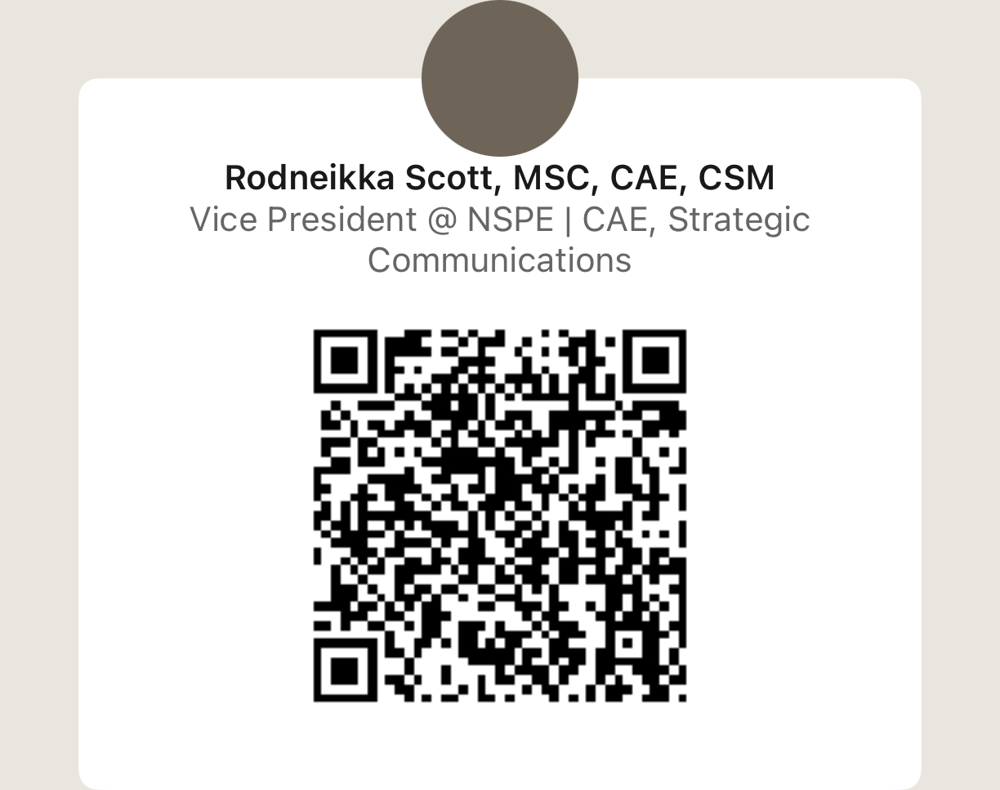 Rodneikka Scott, MSC, CAE, CSM
Vice President @ NSPE | CAE, Strategic
Communications